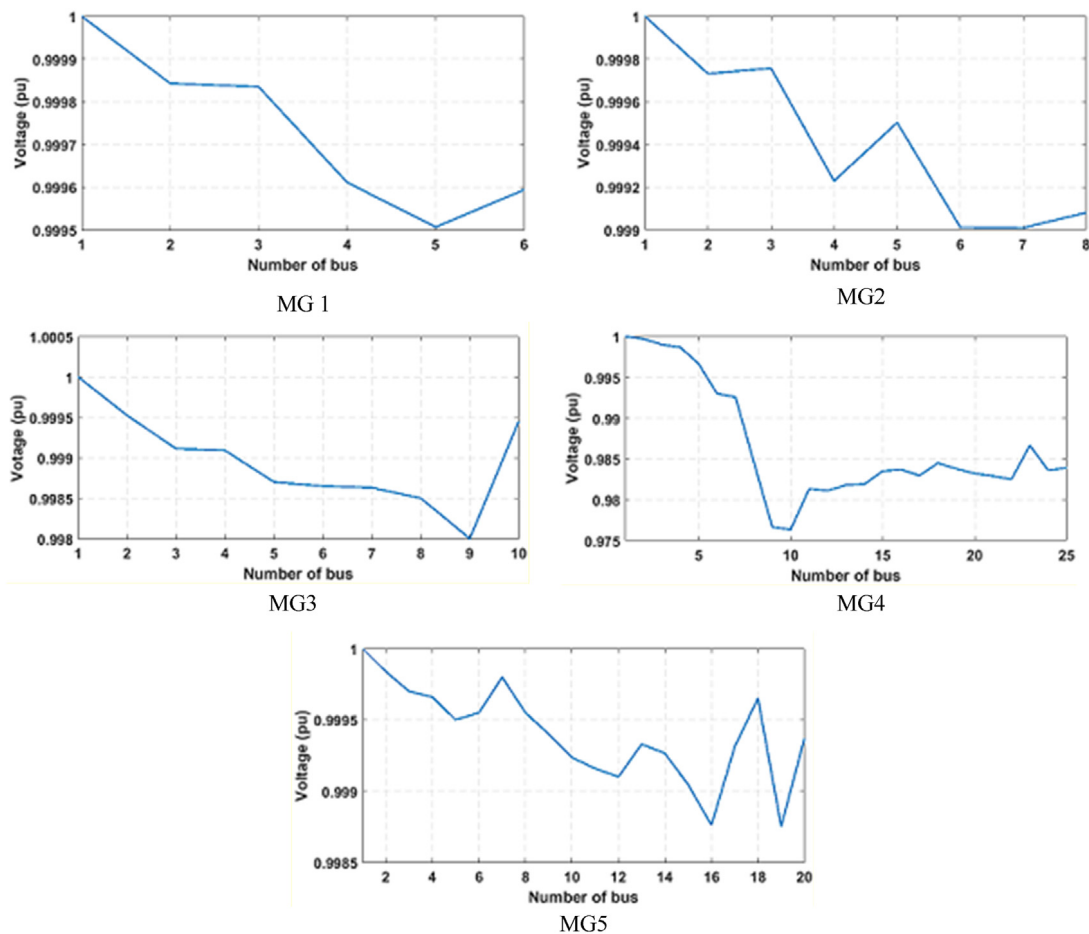 1
0.9999
0.9998
0.9997
0.9996
0.9995
Voltage (pu)
1 2 3 4 5 6
Number of bus
MG 1
1
0.9998
0.9996
0.9994
0.9992
0.999
Voltage (pu)
1 2 3 4 5 6 7 8
Number of bus
MG2
1.0005
1
0.9995
0.999
0.9985
0.998
Votage (pu)
1 2 3 4 5 6 7 8 9 10
Number of bus
MG3
1
0.995
0.99
0.985
0.98
0.975
Voltage (pu)
5 10 15 20 25
Number of bus
MG4
1
0.9995
0.999
0.9985
Voltage (pu)
2 4 6 8 10 12 14 16 18 20
Number of bus
MG5